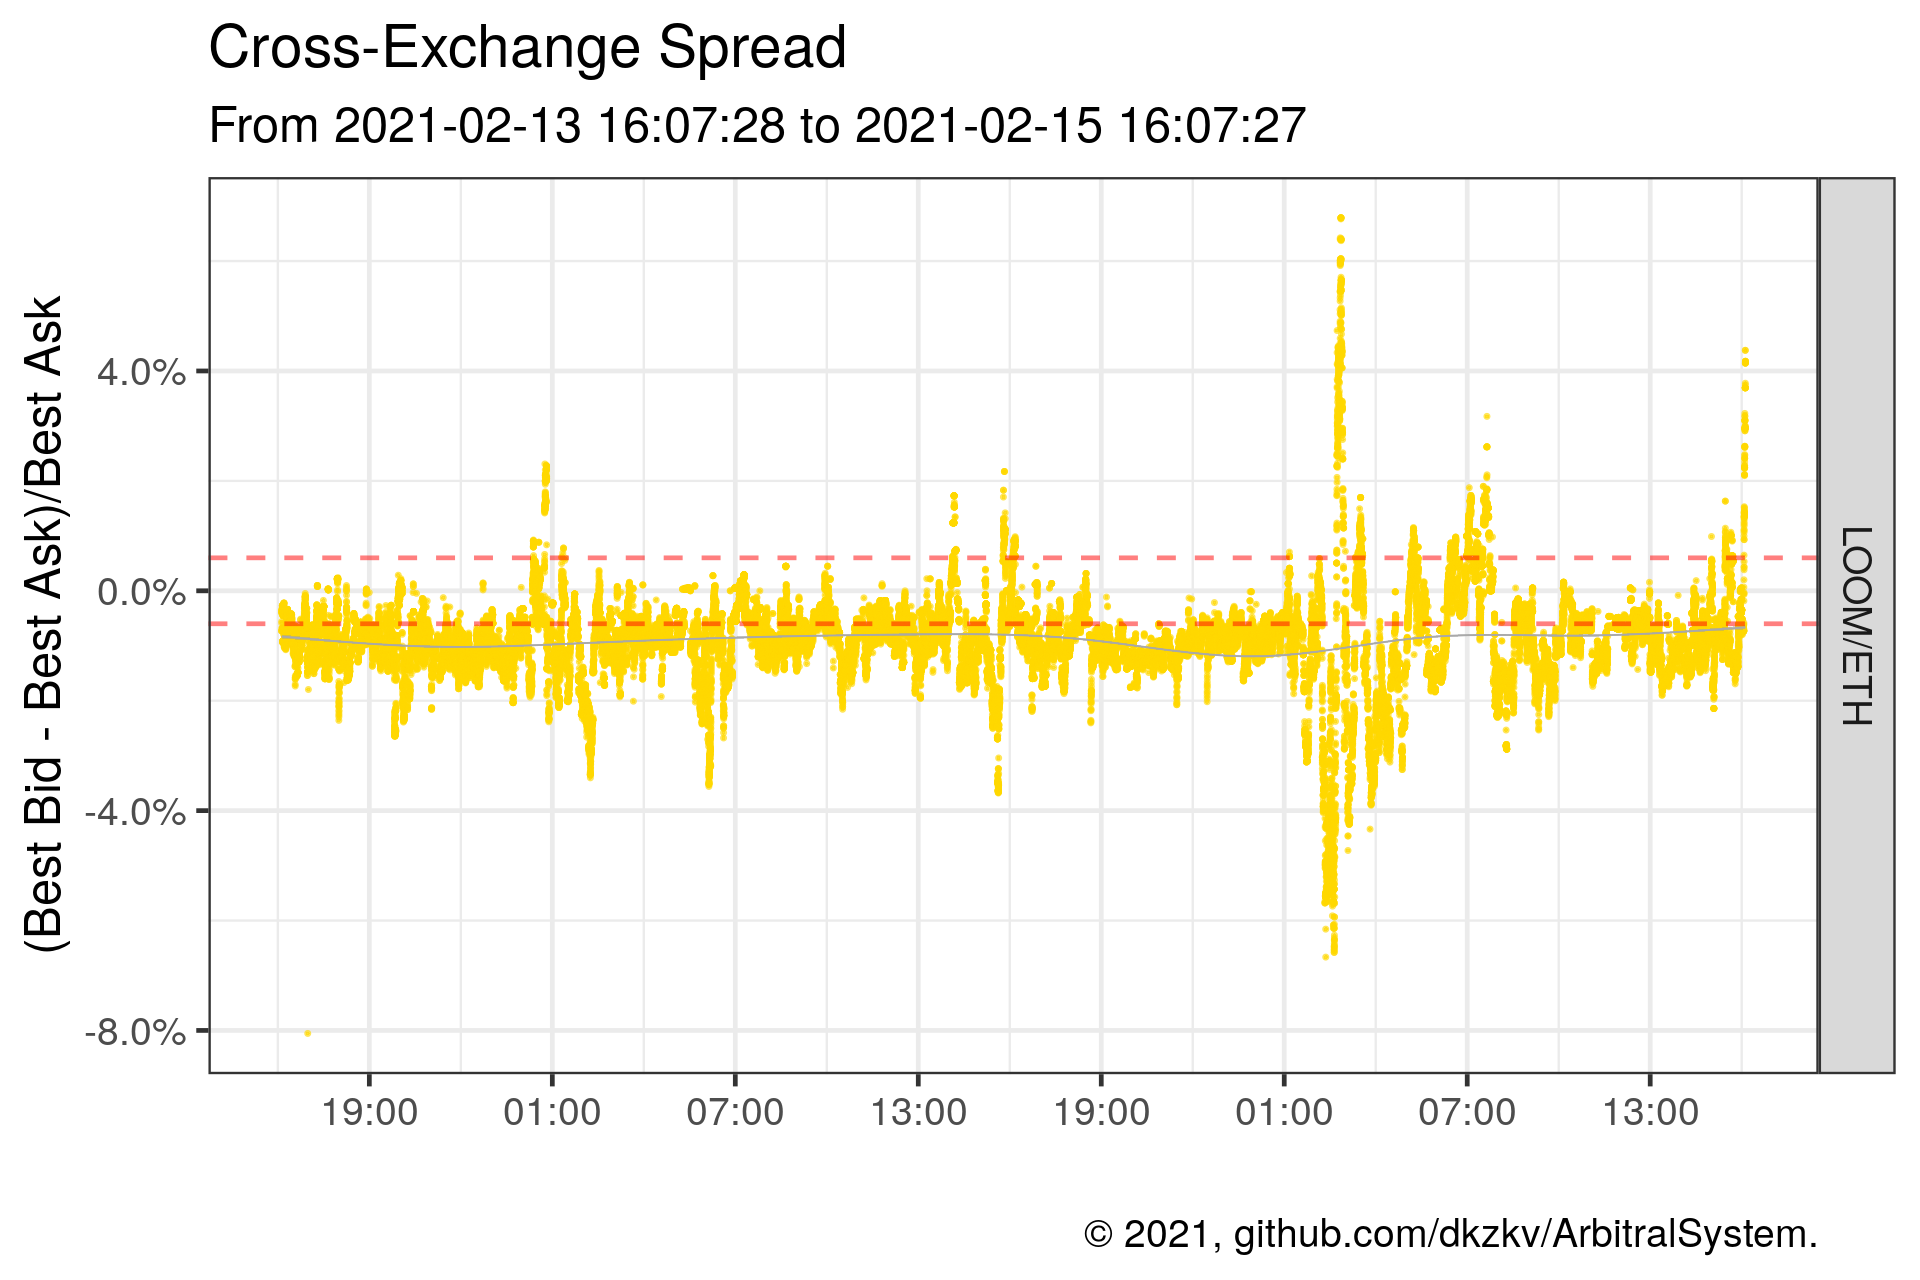 Cross-Exchange Spread
From 2021-02-13 16:07:28 to 2021-02-15 16:07:27
(Best Bid - Best Ask)/Best Ask
4.0%
0.0%
-4.0%
-8.0%
LOOM/ETH
19:00 01:00 07:00 13:00 19:00 01:00 07:00 13:00
© 2021, github.com/dkzkv/ArbitralSystem.